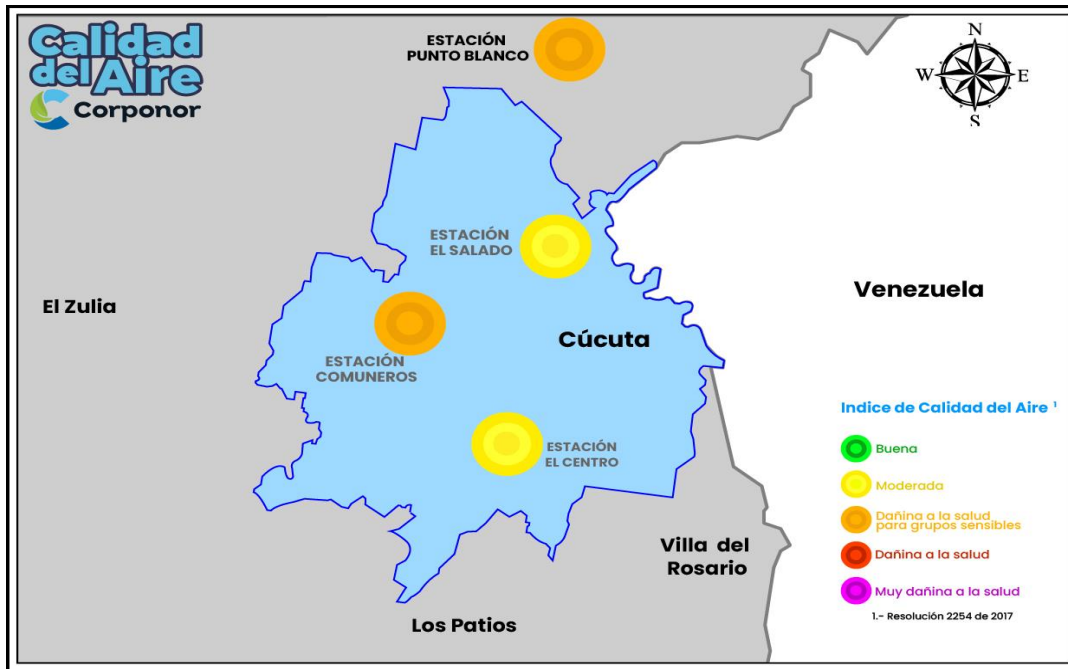 Calidad
del Aire
Corponor
ESTACIÓN
PUNTO BLANCO
N
W
E
S
ESTACIÓN
EL SALADO
Venezuela
El Zulia
Cúcuta
ESTACIÓN
COMUNEROS
Indice de Calidad del Aire ¹
Buena
ESTACIÓN
EL CENTRO
Moderada
Dañina a la salud
para grupos sensibles
Villa del
Rosario
Dañina a la salud
Muy dañina a la salud
1.- Resolución 2254 de 2017
Los Patios